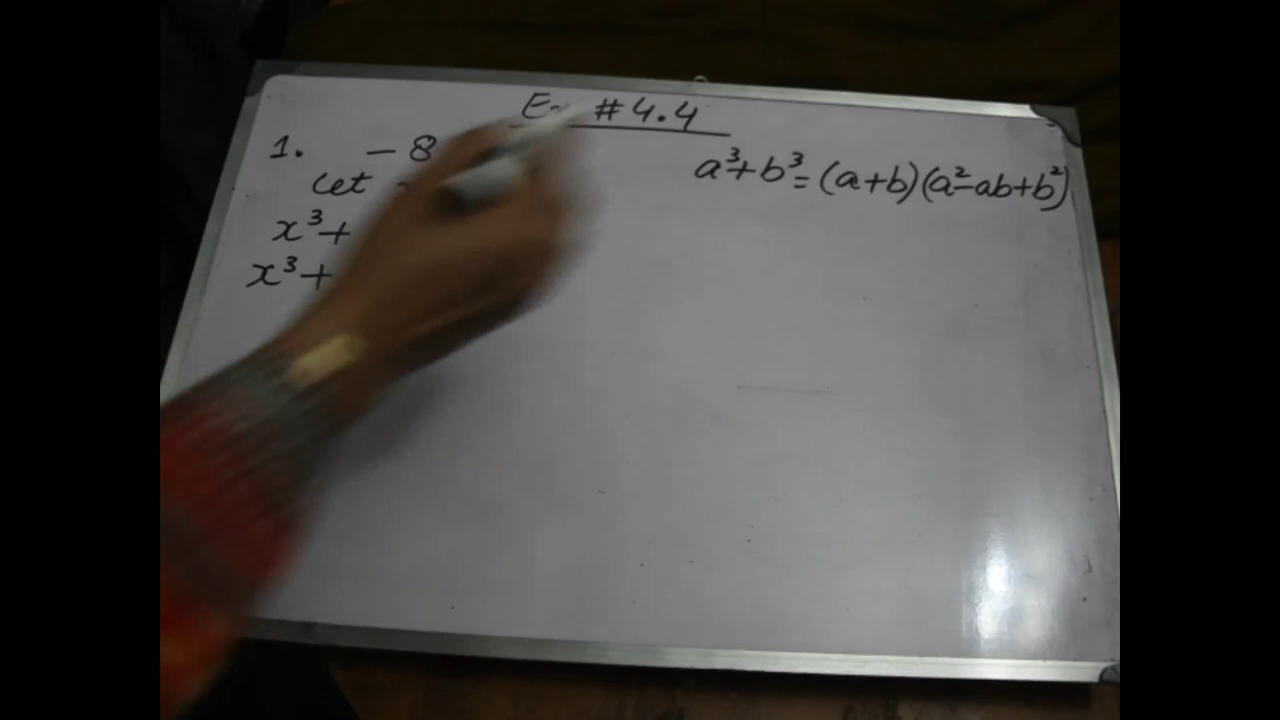 # 4.4
1. – 8
Let
x³+
x³+
a³+b³=(a+b)(a²-ab+b²)